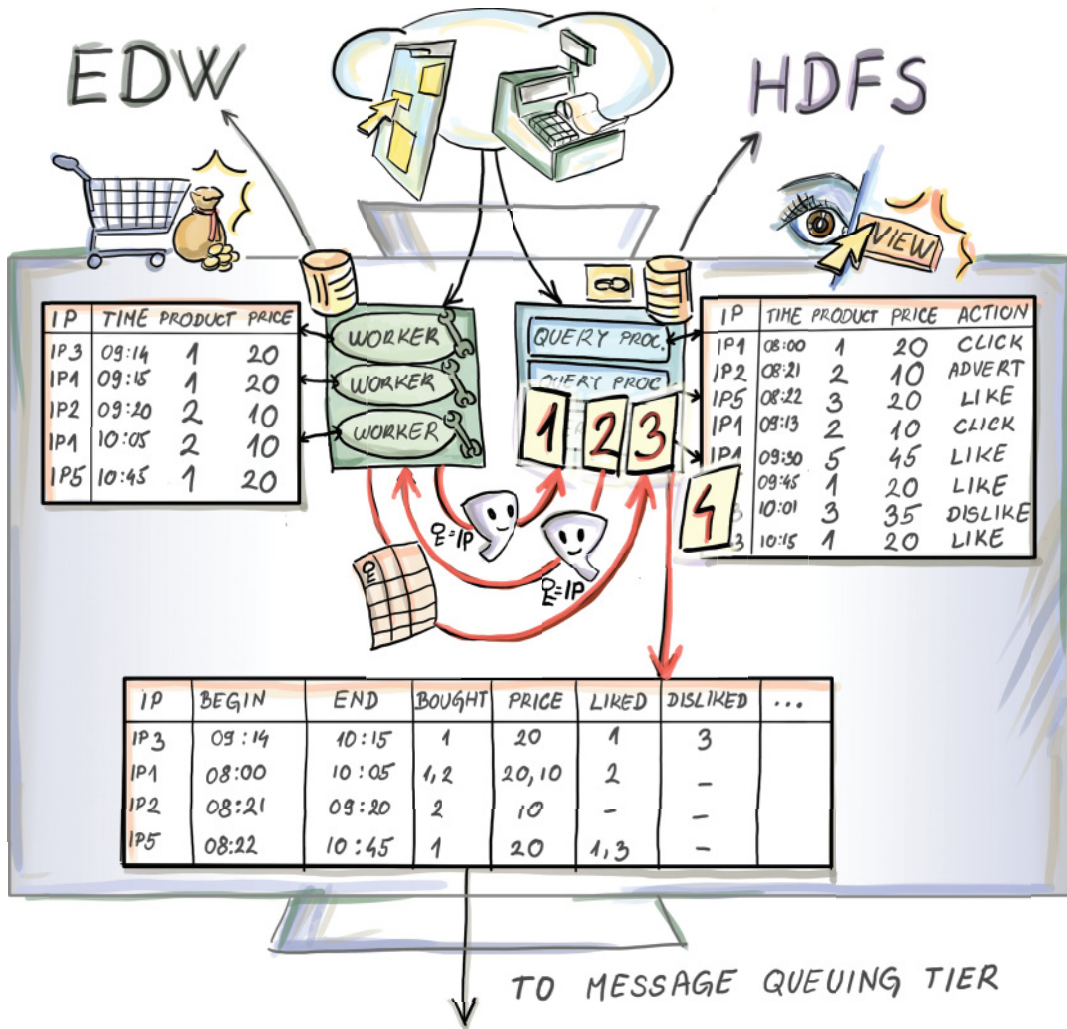 EDW
HDFS
VIEW
IP TIME PRODUCT PRICE
IP3 09:14 1 20
IP1 09:15 1 20
IP2 09:20 2 10
IP1 10:05 2 10
IP5 10:45 1 20
WORKER
WORKER
WORKER
QUERY PROC.
QUERY PROC
1 2 3
4
IP TIME PRODUCT PRICE ACTION
IP1 08:00 1 20 CLICK
IP2 08:21 2 10 ADVERT
IP5 08:22 3 20 LIKE
IP1 09:13 2 10 CLICK
IP1 09:30 5 45 LIKE
09:45 1 20 LIKE
3 10:01 3 35 DISLIKE
3 10:15 1 20 LIKE
=IP
=IP
IP BEGIN END BOUGHT PRICE LIKED DISLIKED ...
IP3 09:14 10:15 1 20 1 3
IP1 08:00 10:05 1,2 20,10 2 -
IP2 08:21 09:20 2 10 - -
IP5 08:22 10:45 1 20 1,3 -
TO MESSAGE QUEUING TIER